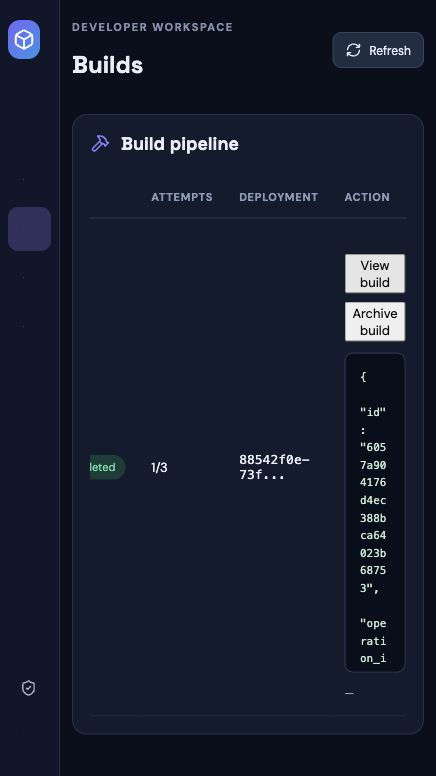 DEVELOPER WORKSPACE
Builds
Refresh
Build pipeline
ATTEMPTS
DEPLOYMENT
ACTION
View
build
Archive
build
leted
1/3
88542f0e-
73f...
{
"id"
:
"605
7a90
4176
d4ec
388b
ca64
023b
6875
3",
"ope
rati
on_i
—